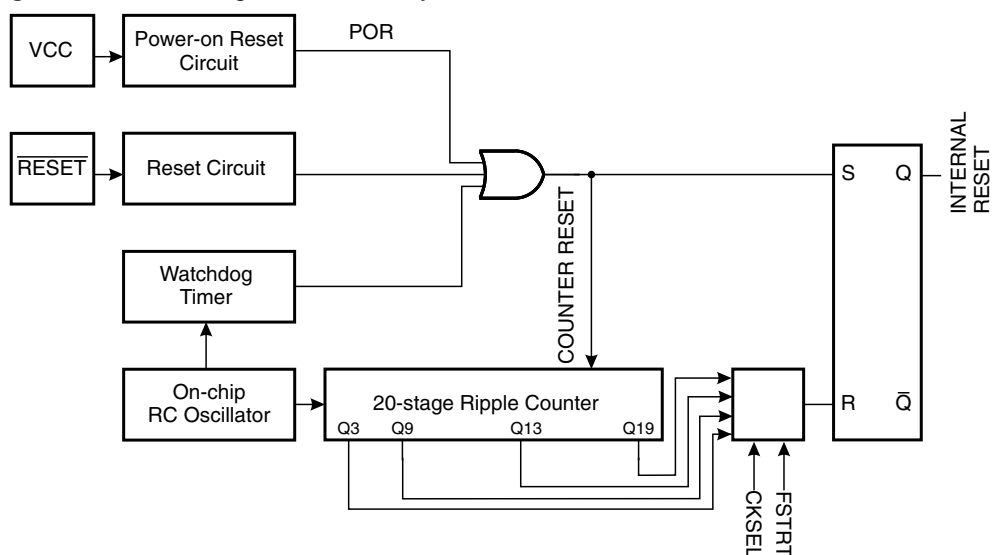 VCC
Power-on Reset
Circuit
POR
RESET
Reset Circuit
S
Q
INTERNAL
RESET
Watchdog
Timer
COUNTER RESET
On-chip
RC Oscillator
20-stage Ripple Counter
Q3
Q9
Q13
Q19
R
Q̅
CKSEL
FSTRT